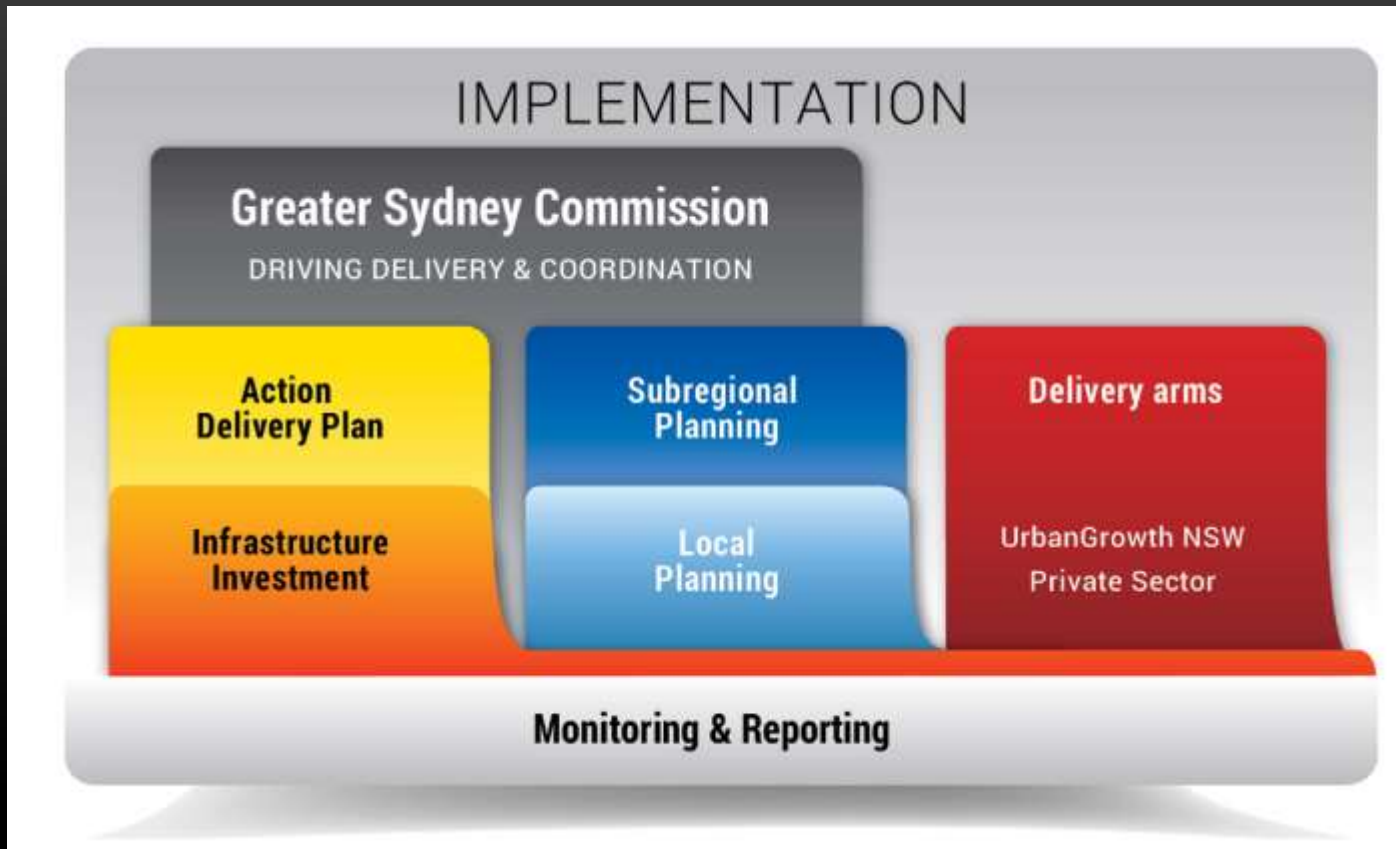 IMPLEMENTATION
Greater Sydney Commission
DRIVING DELIVERY & COORDINATION
Action
Delivery Plan
Infrastructure
Investment
Subregional
Planning
Local
Planning
Delivery arms
UrbanGrowth NSW
Private Sector
Monitoring & Reporting